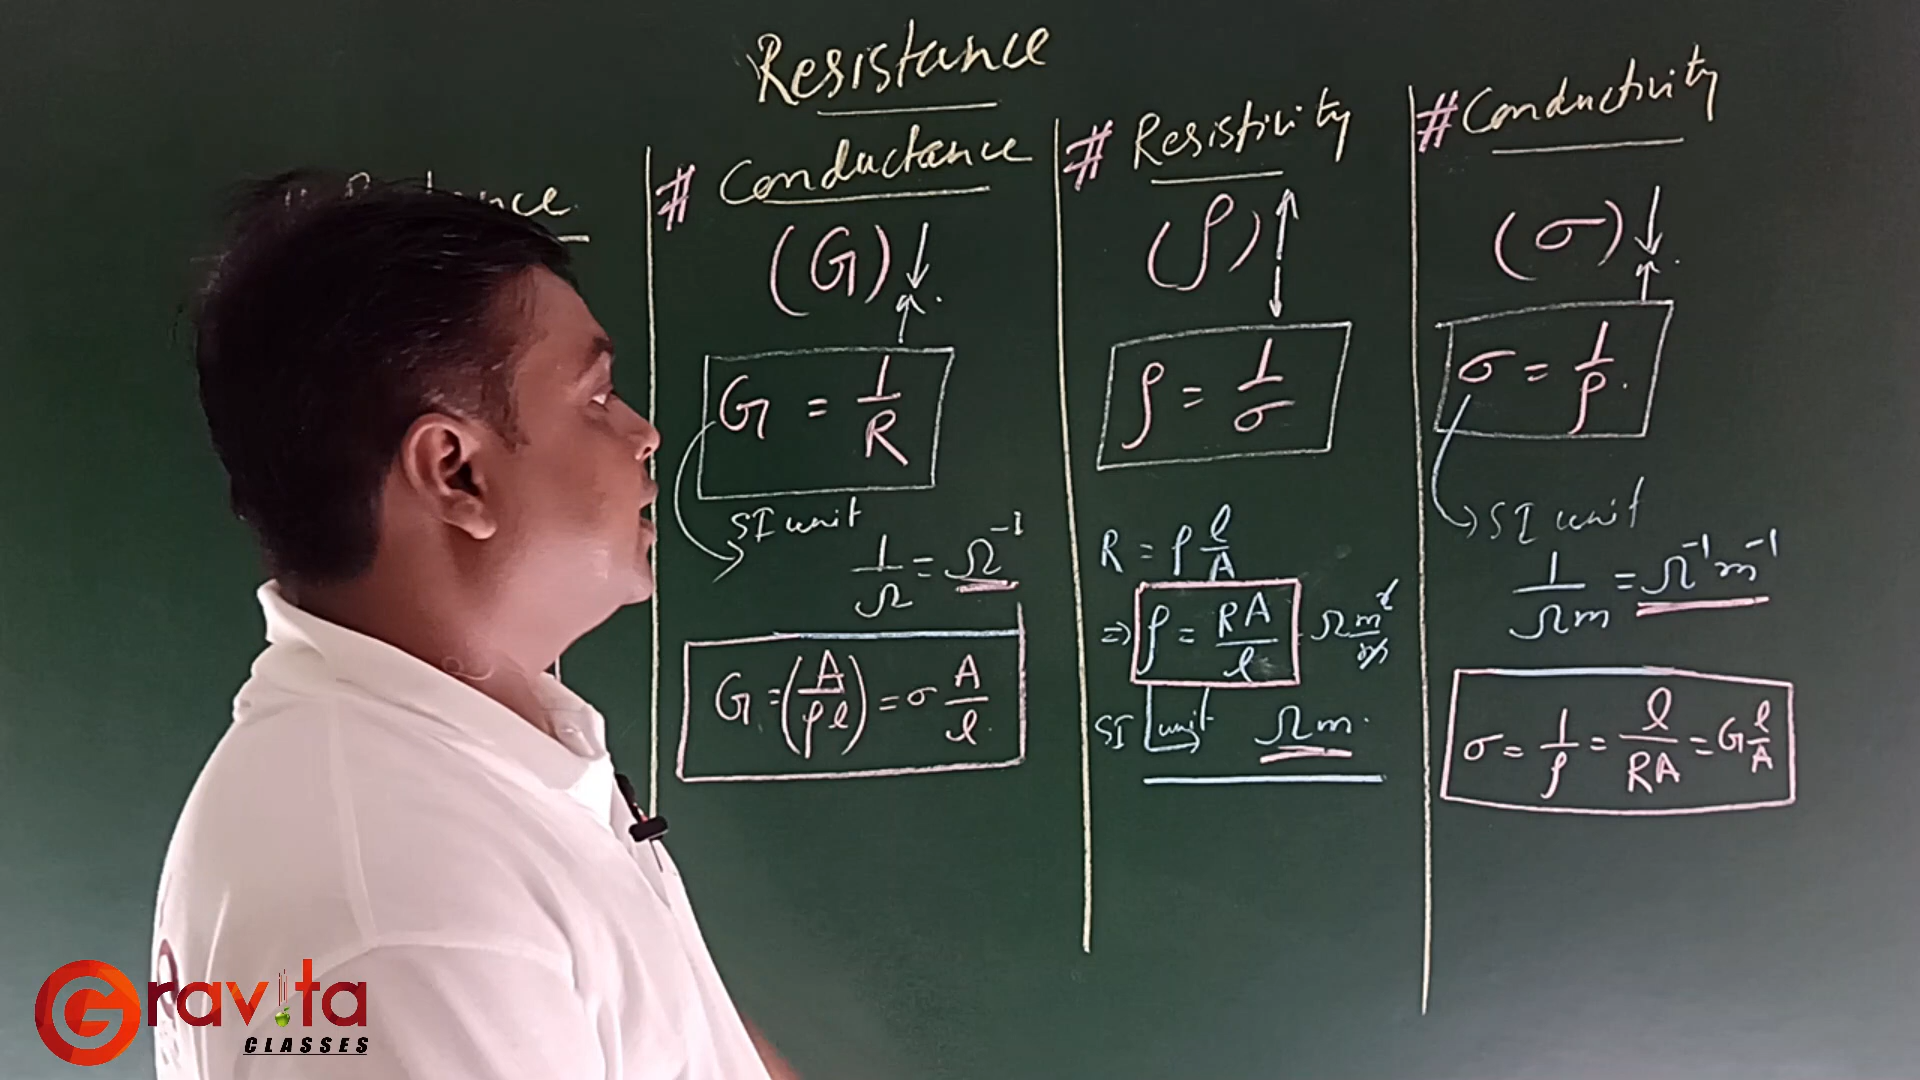 Resistance
# Conductance
(G) ↓ ↑
G = 1/R
SI unit
1/Ω = Ω⁻¹
G = (A/ρl) = σ A/l
# Resistivity
(ρ) ↑ ↓
ρ = 1/σ
R = ρ l/A
⇒ ρ = RA/l Ω m²/m
SI unit Ωm.
# Conductivity
(σ) ↓ ↑
σ = 1/ρ
SI unit
1/Ωm = Ω⁻¹m⁻¹
σ = 1/ρ = l/RA = G l/A
Gravita
CLASSES